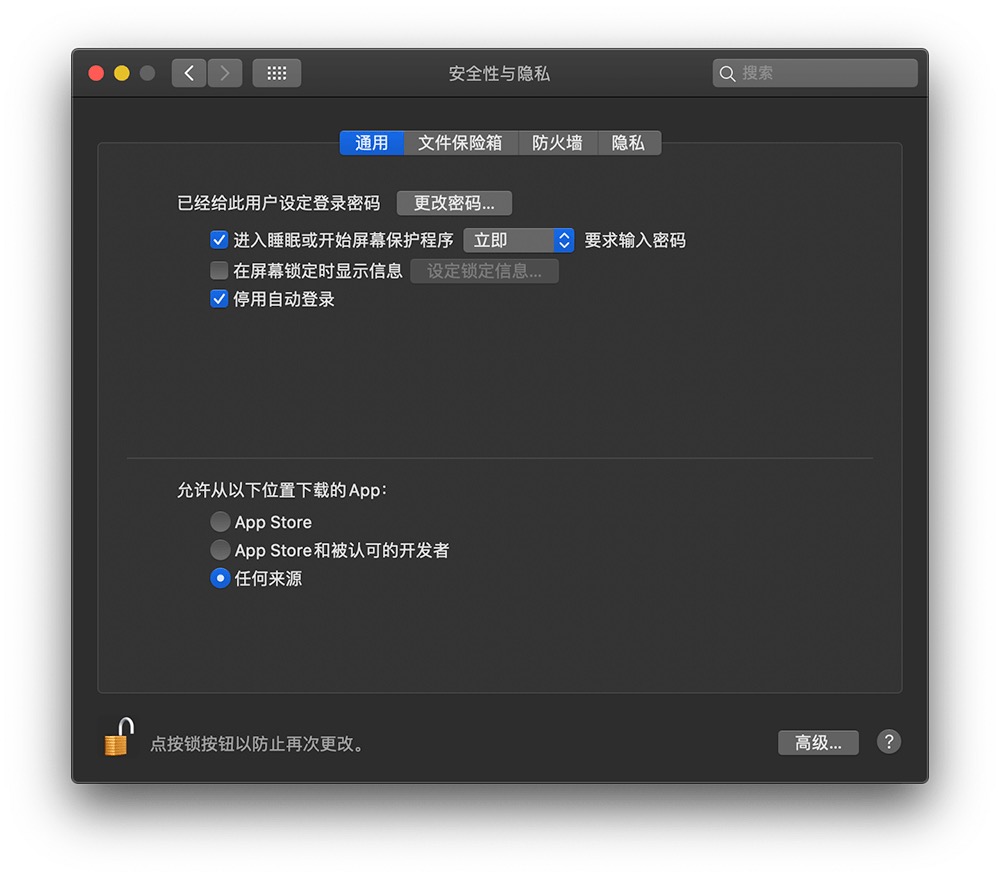 安全性与隐私
搜索
通用 文件保险箱 防火墙 隐私
已经给此用户设定登录密码 更改密码...
进入睡眠或开始屏幕保护程序 立即 要求输入密码
在屏幕锁定时显示信息 设定锁定信息...
停用自动登录
允许从以下位置下载的App：
App Store
App Store和被认可的开发者
任何来源
点按锁按钮以防止再次更改。
高级... ?